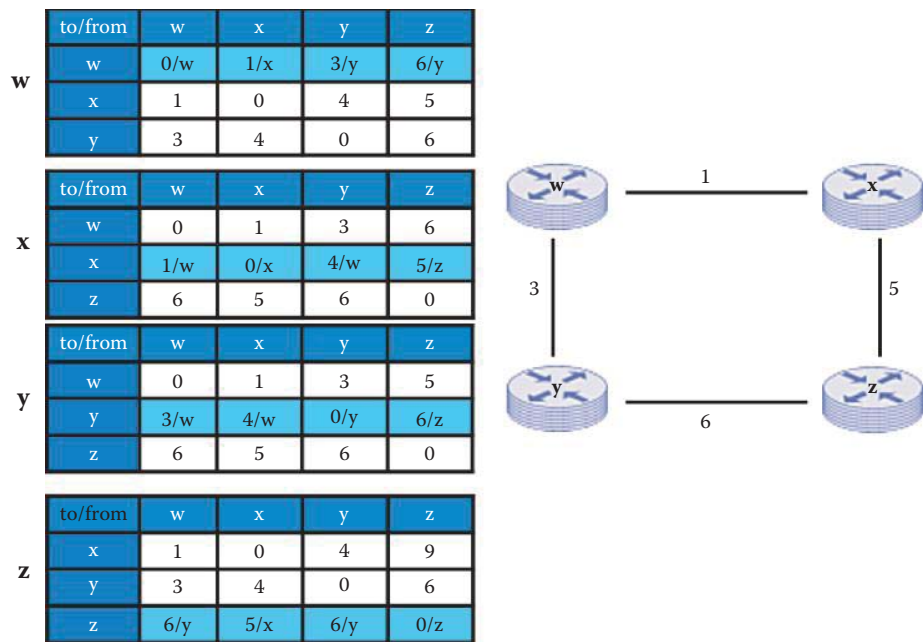 to/from w x y z
w
w 0/w 1/x 3/y 6/y
x 1 0 4 5
y 3 4 0 6
to/from w x y z
x
w 0 1 3 6
x 1/w 0/x 4/w 5/z
z 6 5 6 0
to/from w x y z
y
w 0 1 3 5
y 3/w 4/w 0/y 6/z
z 6 5 6 0
to/from w x y z
z
x 1 0 4 9
y 3 4 0 6
z 6/y 5/x 6/y 0/z
w 1 x
3 5
y 6 z